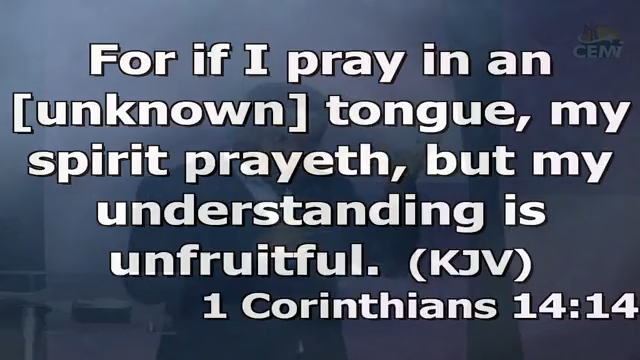 CEMI
For if I pray in an
[unknown] tongue, my
spirit prayeth, but my
understanding is
unfruitful. (KJV)
1 Corinthians 14:14